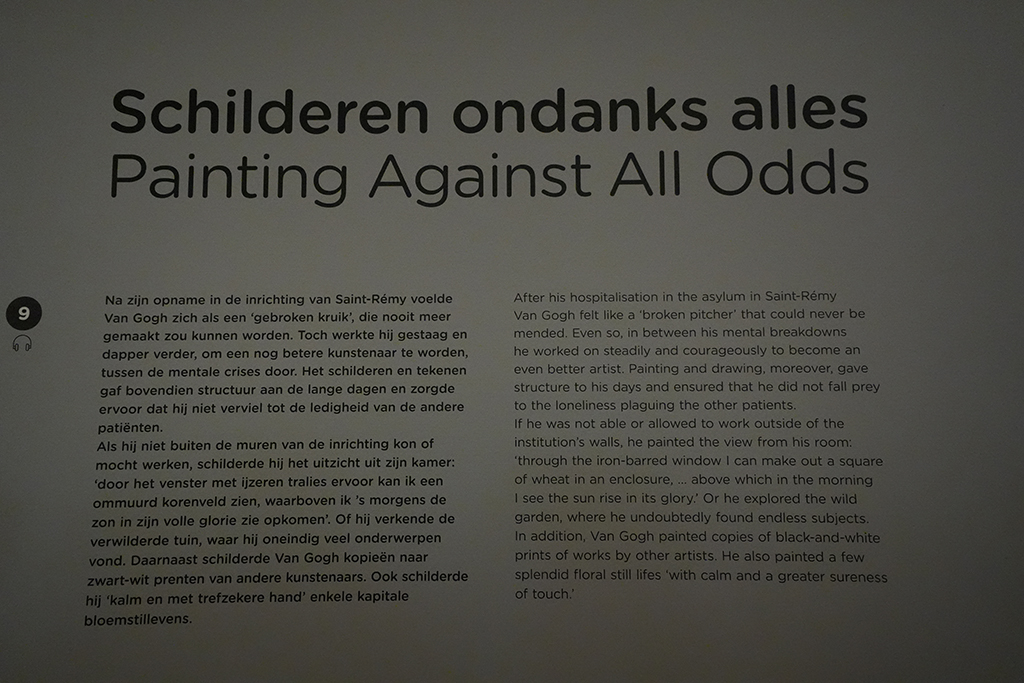 Schilderen ondanks alles
Painting Against All Odds
9
Na zijn opname in de inrichting van Saint-Rémy voelde
Van Gogh zich als een ‘gebroken kruik’, die nooit meer
gemaakt zou kunnen worden. Toch werkte hij gestaag en
dapper verder, om een nog betere kunstenaar te worden,
tussen de mentale crises door. Het schilderen en tekenen
gaf bovendien structuur aan de lange dagen en zorgde
ervoor dat hij niet verviel tot de ledigheid van de andere
patiënten.
Als hij niet buiten de muren van de inrichting kon of
mocht werken, schilderde hij het uitzicht uit zijn kamer:
‘door het venster met ijzeren tralies ervoor kan ik een
ommuurd korenveld zien, waarboven ik ’s morgens de
zon in zijn volle glorie zie opkomen’. Of hij verkende de
verwilderde tuin, waar hij oneindig veel onderwerpen
vond. Daarnaast schilderde Van Gogh kopieën naar
zwart-wit prenten van andere kunstenaars. Ook schilderde
hij ‘kalm en met trefzekere hand’ enkele kapitale
bloemstillevens.
After his hospitalisation in the asylum in Saint-Rémy
Van Gogh felt like a ‘broken pitcher’ that could never be
mended. Even so, in between his mental breakdowns
he worked on steadily and courageously to become an
even better artist. Painting and drawing, moreover, gave
structure to his days and ensured that he did not fall prey
to the loneliness plaguing the other patients.
If he was not able or allowed to work outside of the
institution’s walls, he painted the view from his room:
‘through the iron-barred window I can make out a square
of wheat in an enclosure, ... above which in the morning
I see the sun rise in its glory.’ Or he explored the wild
garden, where he undoubtedly found endless subjects.
In addition, Van Gogh painted copies of black-and-white
prints of works by other artists. He also painted a few
splendid floral still lifes ‘with calm and a greater sureness
of touch.’